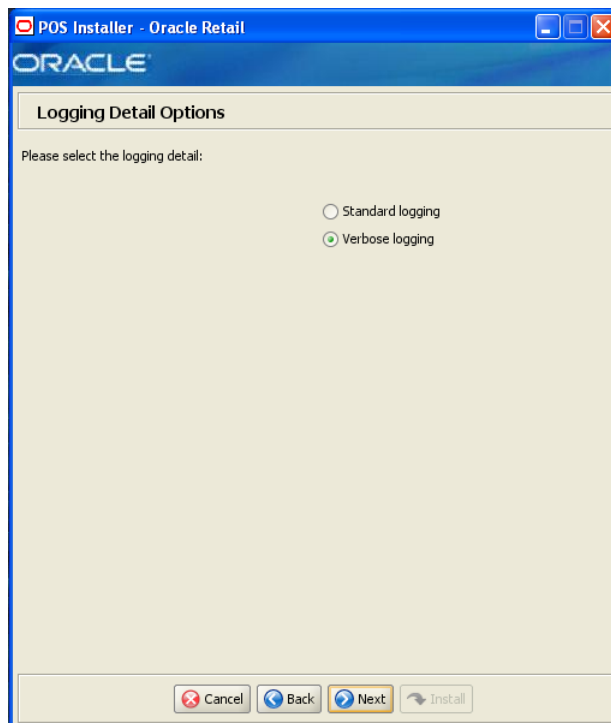 POS Installer - Oracle Retail
ORACLE
Logging Detail Options
Please select the logging detail:
Standard logging
Verbose logging
Cancel Back Next Install